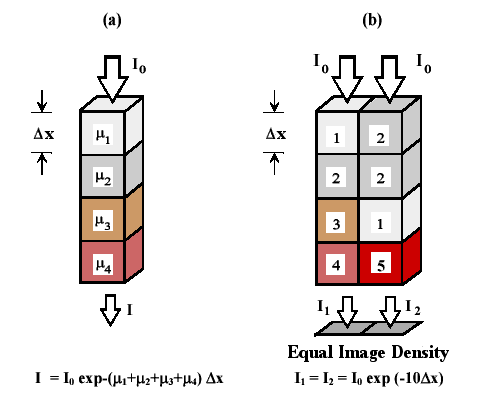 (a)
(b)
I₀
I₀ I₀
Δx
Δx
μ₁
μ₂
μ₃
μ₄
1 2
2 2
3 1
4 5
I
I₁ I₂
Equal Image Density
I = I₀ exp-(μ₁+μ₂+μ₃+μ₄) Δx
I₁ = I₂ = I₀ exp (-10Δx)